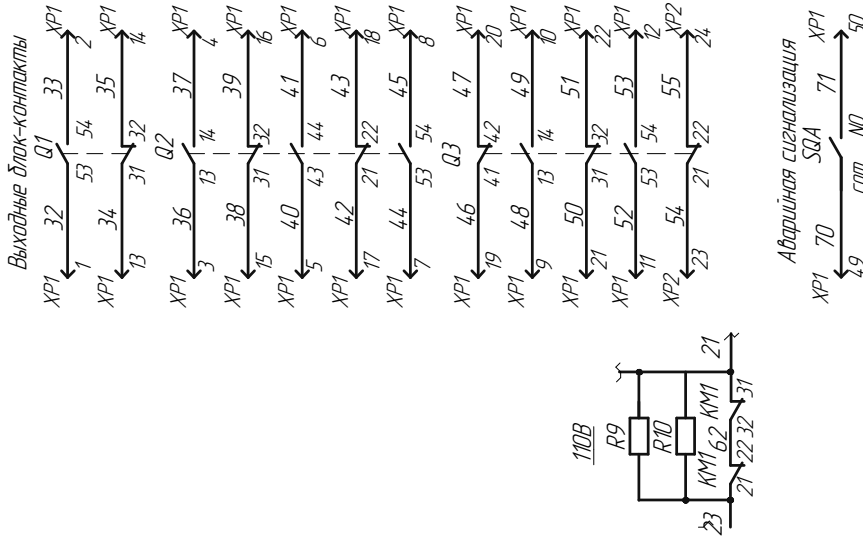 Выходные блок-контакты
XP1 32 Q1 33 XP1
1 53 54 2
XP1 34 35 XP1
13 31 32 14
XP1 36 Q2 37 XP1
3 13 14 4
XP1 38 39 XP1
15 31 32 16
XP1 40 41 XP1
5 43 44 6
XP1 42 43 XP1
17 21 22 18
XP1 44 45 XP1
7 53 54 8
XP1 46 Q3 47 XP1
19 41 42 20
XP1 48 49 XP1
9 13 14 10
XP1 50 51 XP1
21 31 32 22
XP1 52 53 XP1
11 53 54 12
XP2 54 55 XP2
23 21 22 24
Аварийная сигнализация
XP1 70 SQA 71 XP1
49 com NO 50
110В
R9
R10
KM1 KM1
23 62 21
21 22 32 31